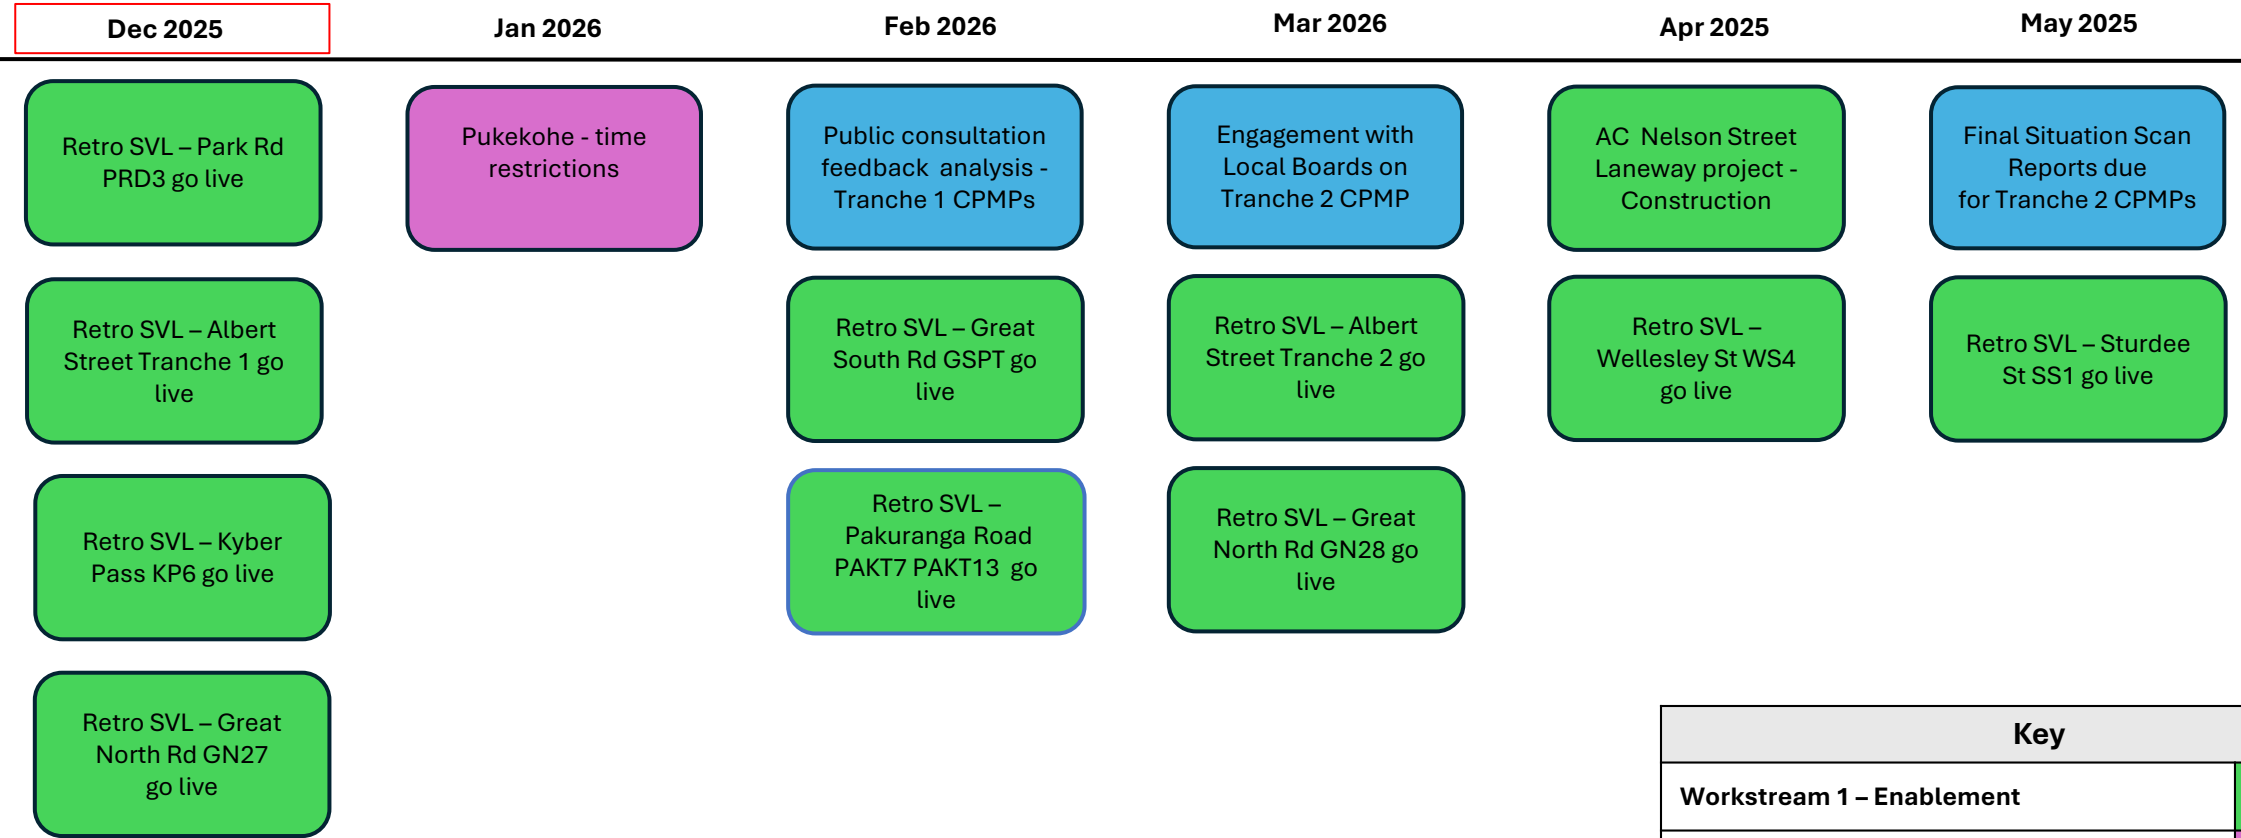 Dec 2025
Jan 2026
Feb 2026
Mar 2026
Apr 2025
May 2025
Retro SVL – Park Rd
PRD3 go live
Pukekohe - time
restrictions
Public consultation
feedback analysis -
Tranche 1 CPMPs
Engagement with
Local Boards on
Tranche 2 CPMP
AC Nelson Street
Laneway project -
Construction
Final Situation Scan
Reports due
for Tranche 2 CPMPs
Retro SVL – Albert
Street Tranche 1 go
live
Retro SVL – Great
South Rd GSPT go
live
Retro SVL – Albert
Street Tranche 2 go
live
Retro SVL –
Wellesley St WS4
go live
Retro SVL – Sturdee
St SS1 go live
Retro SVL – Kyber
Pass KP6 go live
Retro SVL –
Pakuranga Road
PAKT7 PAKT13 go
live
Retro SVL – Great
North Rd GN28 go
live
Retro SVL – Great
North Rd GN27
go live
Key
Workstream 1 – Enablement